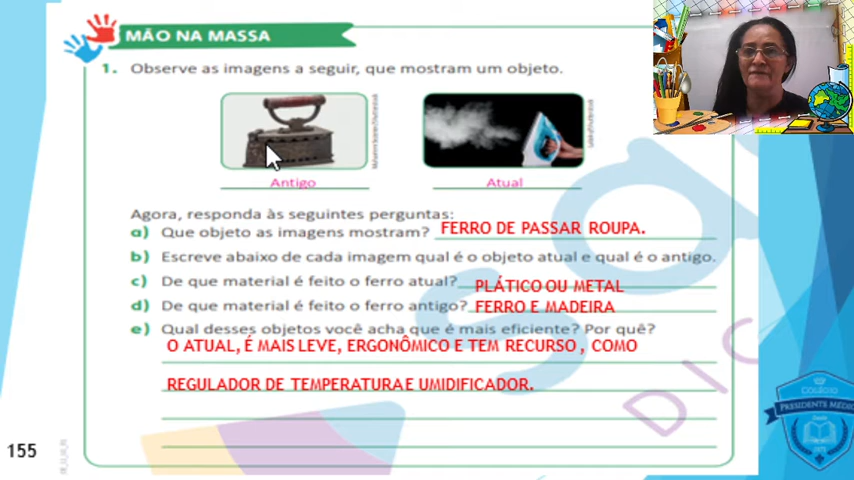 MÃO NA MASSA
1. Observe as imagens a seguir, que mostram um objeto.
Antigo
Atual
Agora, responda às seguintes perguntas:
a) Que objeto as imagens mostram? FERRO DE PASSAR ROUPA.
b) Escreve abaixo de cada imagem qual é o objeto atual e qual é o antigo.
c) De que material é feito o ferro atual? PLÁTICO OU METAL
d) De que material é feito o ferro antigo? FERRO E MADEIRA
e) Qual desses objetos você acha que é mais eficiente? Por quê?
O ATUAL, É MAIS LEVE, ERGONÔMICO E TEM RECURSO , COMO
REGULADOR DE TEMPERATURA E UMIDIFICADOR.
155
COLÉGIO
PRESIDENTE MÉDICI